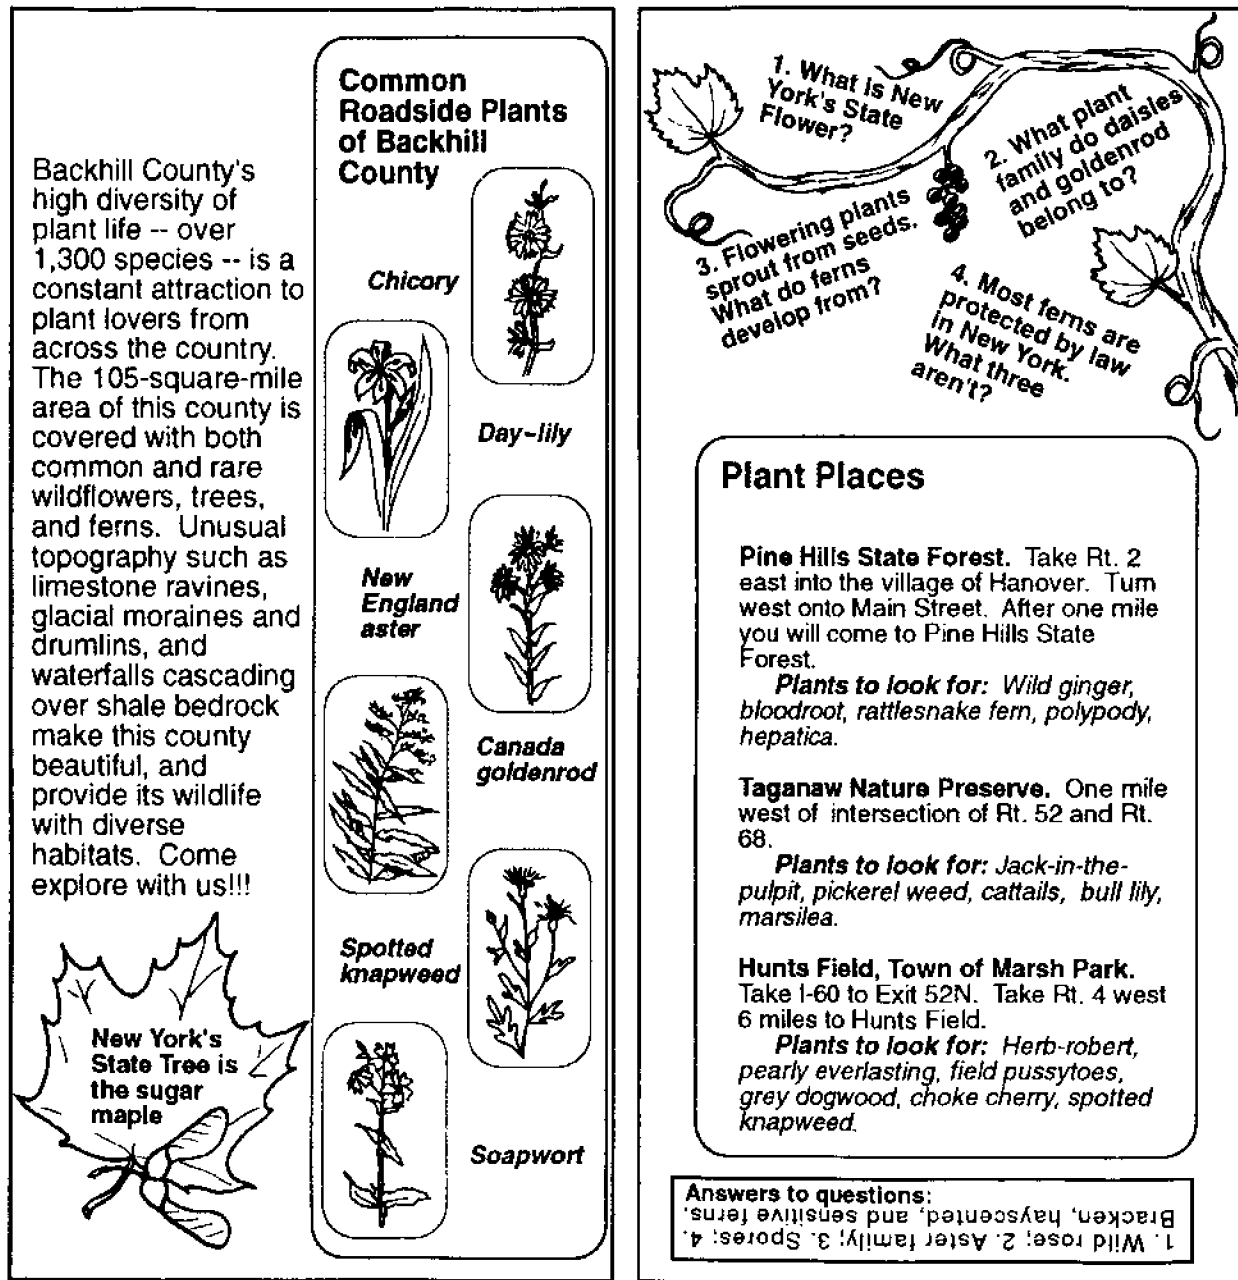 Backhill County's
high diversity of
plant life -- over
1,300 species -- is a
constant attraction to
plant lovers from
across the country.
The 105-square-mile
area of this county is
covered with both
common and rare
wildflowers, trees,
and ferns. Unusual
topography such as
limestone ravines,
glacial moraines and
drumlins, and
waterfalls cascading
over shale bedrock
make this county
beautiful, and
provide its wildlife
with diverse
habitats. Come
explore with us!!!
New York's
State Tree is
the sugar
maple
Common
Roadside Plants
of Backhill
County
Chicory
Day-lily
New
England
aster
Canada
goldenrod
Spotted
knapweed
Soapwort
1. What is New
York's State
Flower?
2. What plant
family do daisies
and goldenrod
belong to?
3. Flowering plants
sprout from seeds.
What do ferns
develop from?
4. Most ferns are
protected by law
in New York.
What three
aren't?
Plant Places
Pine Hills State Forest. Take Rt. 2
east into the village of Hanover. Turn
west onto Main Street. After one mile
you will come to Pine Hills State
Forest.
Plants to look for: Wild ginger,
bloodroot, rattlesnake fern, polypody,
hepatica.
Taganaw Nature Preserve. One mile
west of intersection of Rt. 52 and Rt.
68.
Plants to look for: Jack-in-the-
pulpit, pickerel weed, cattails, bull lily,
marsilea.
Hunts Field, Town of Marsh Park.
Take I-60 to Exit 52N. Take Rt. 4 west
6 miles to Hunts Field.
Plants to look for: Herb-robert,
pearly everlasting, field pussytoes,
grey dogwood, choke cherry, spotted
knapweed.
Answers to questions:
1. Wild rose; 2. Aster family; 3. Spores; 4.
Bracken, hayscented, and sensitive ferns.